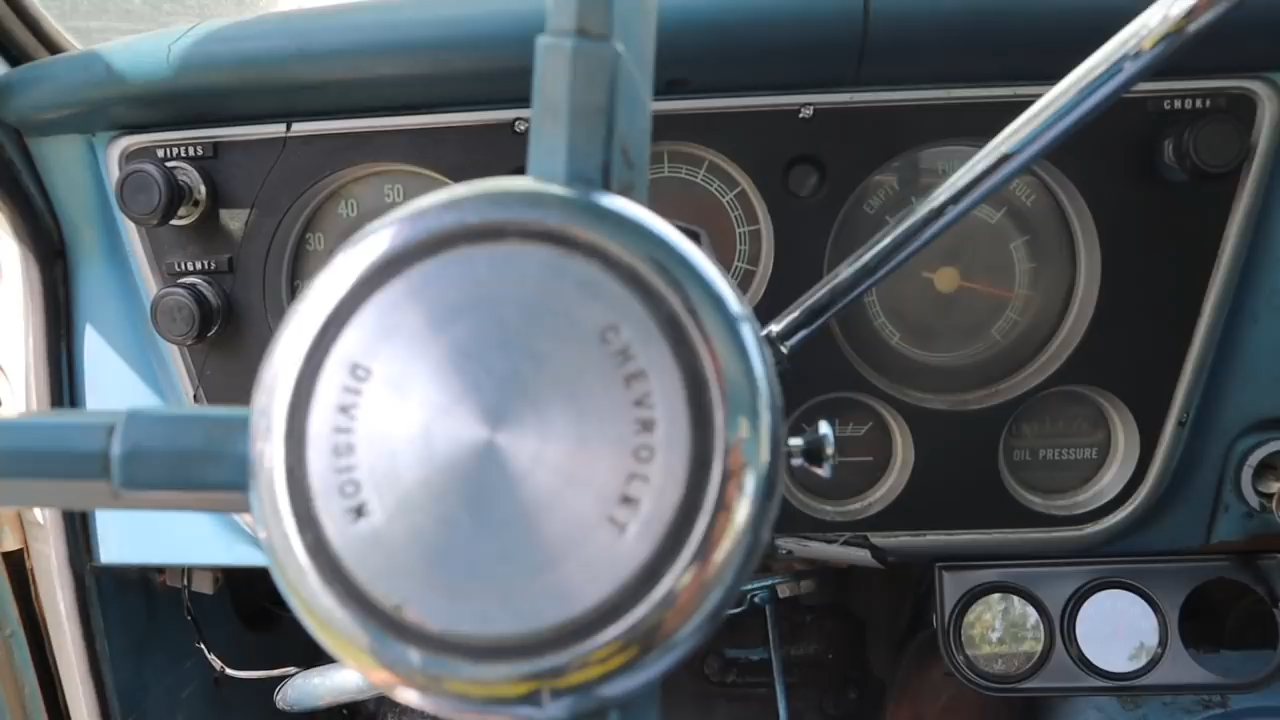 WIPERS
CHOKE
50
40
30
EMPTY
FULL
LIGHTS
CHEVROLET
DIVISION
OIL PRESSURE